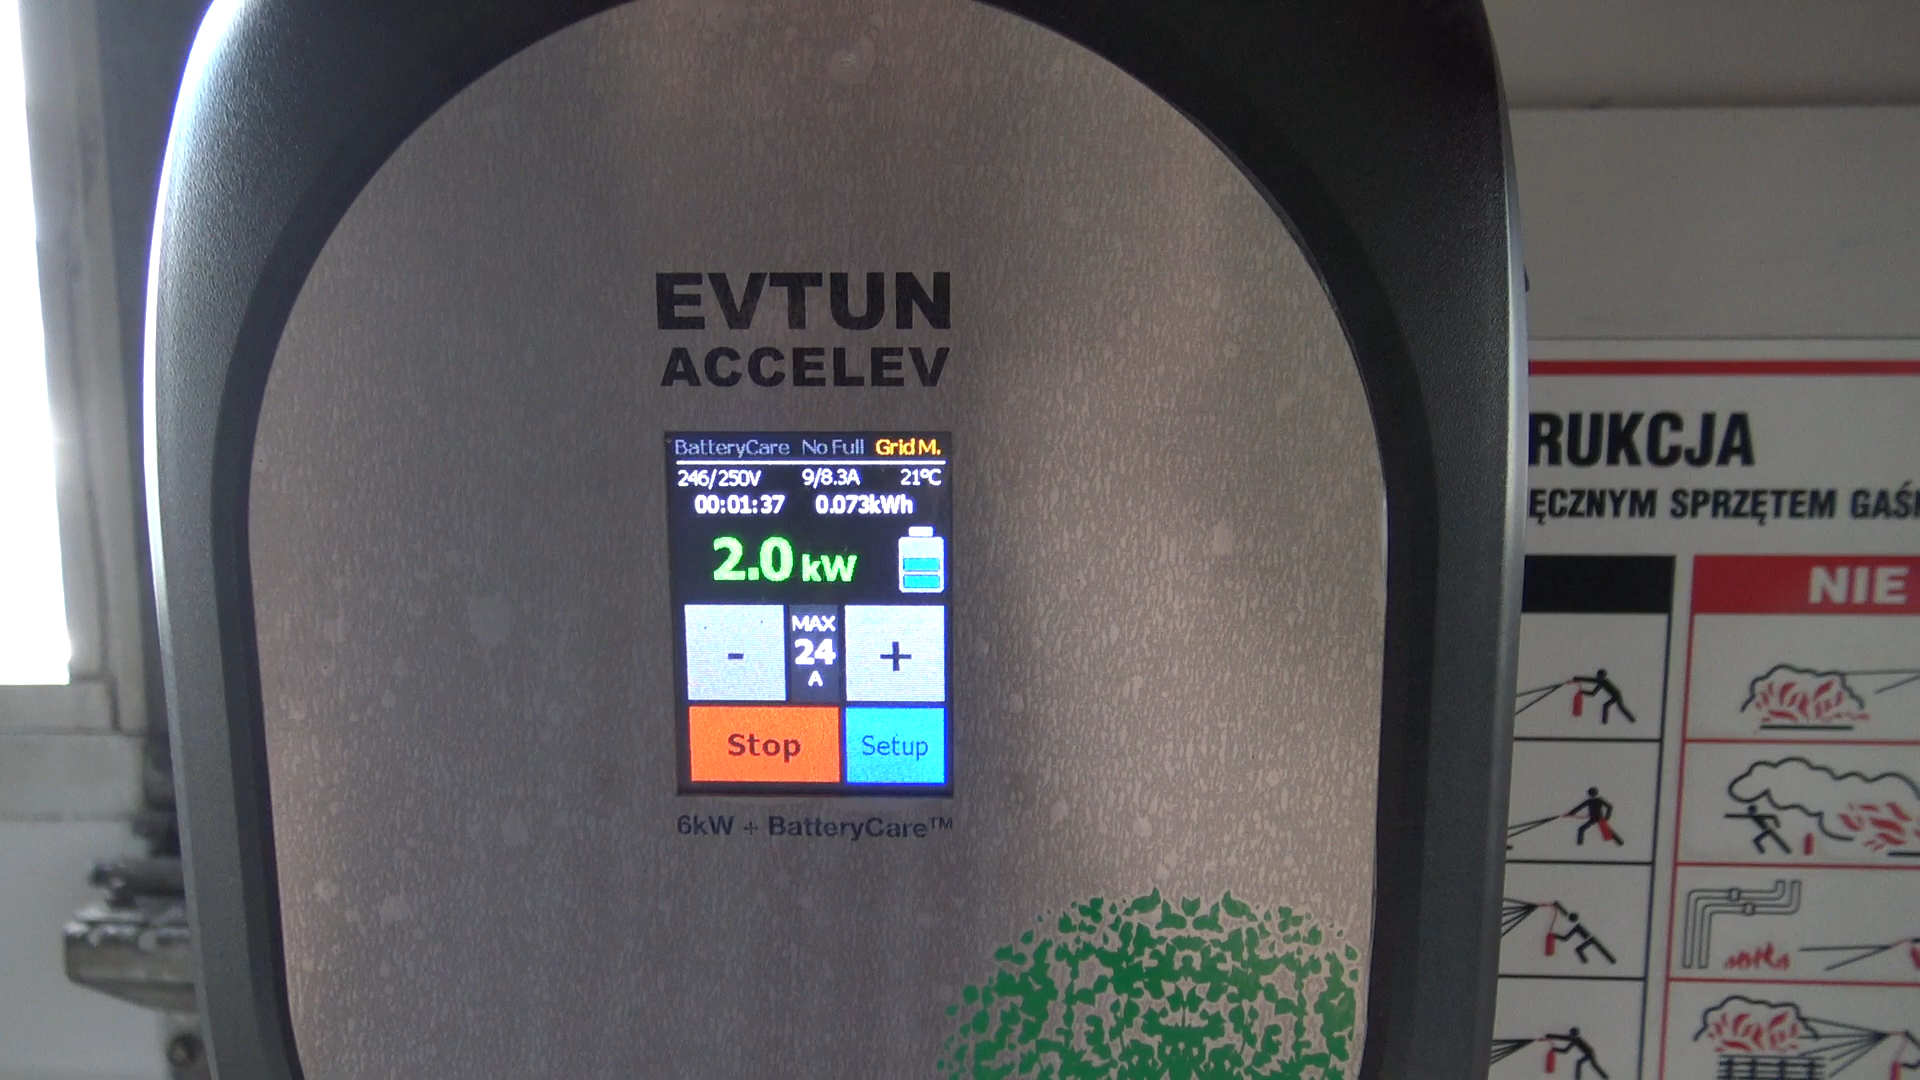 EVTUN
ACCELEV
BatteryCare No Full Grid M.
246/250V 9/8.3A 21ºC
00:01:37 0.073kWh
2.0 kW
- MAX 24 A +
Stop Setup
6kW + BatteryCare™
RUKCJA
ĘCZNYM SPRZĘTEM GAŚ
NIE